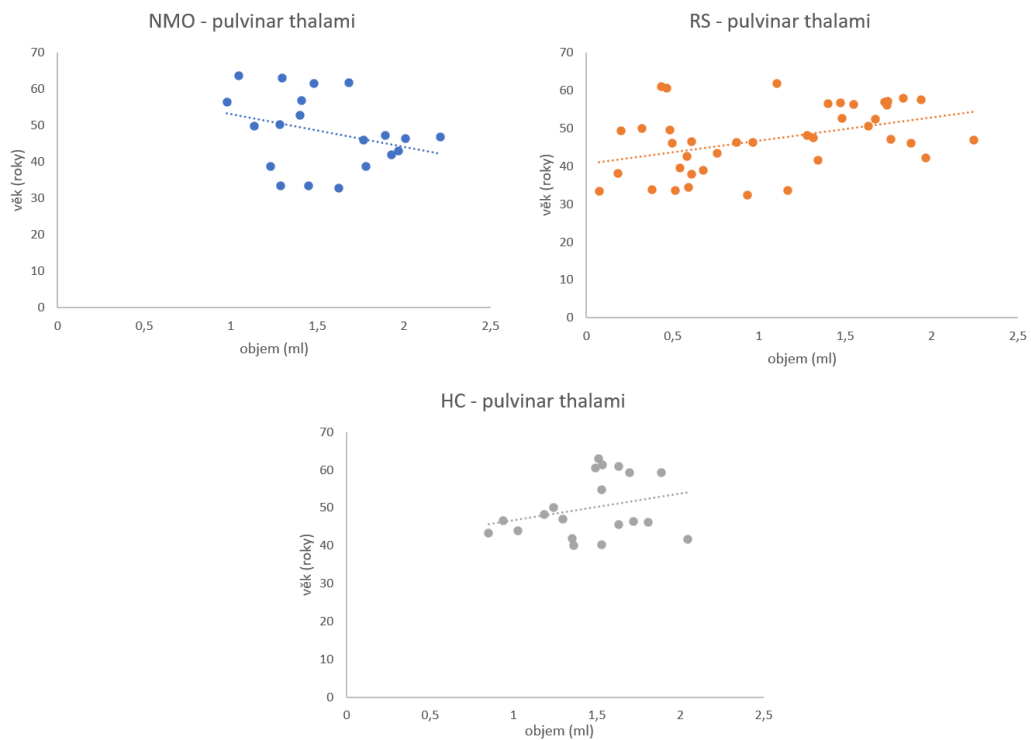 NMO - pulvinar thalami
70
60
50
40
30
20
10
0
věk (roky)
0 0,5 1 1,5 2 2,5
objem (ml)
RS - pulvinar thalami
70
60
50
40
30
20
10
0
věk (roky)
0 0,5 1 1,5 2 2,5
objem (ml)
HC - pulvinar thalami
70
60
50
40
30
20
10
0
věk (roky)
0 0,5 1 1,5 2 2,5
objem (ml)